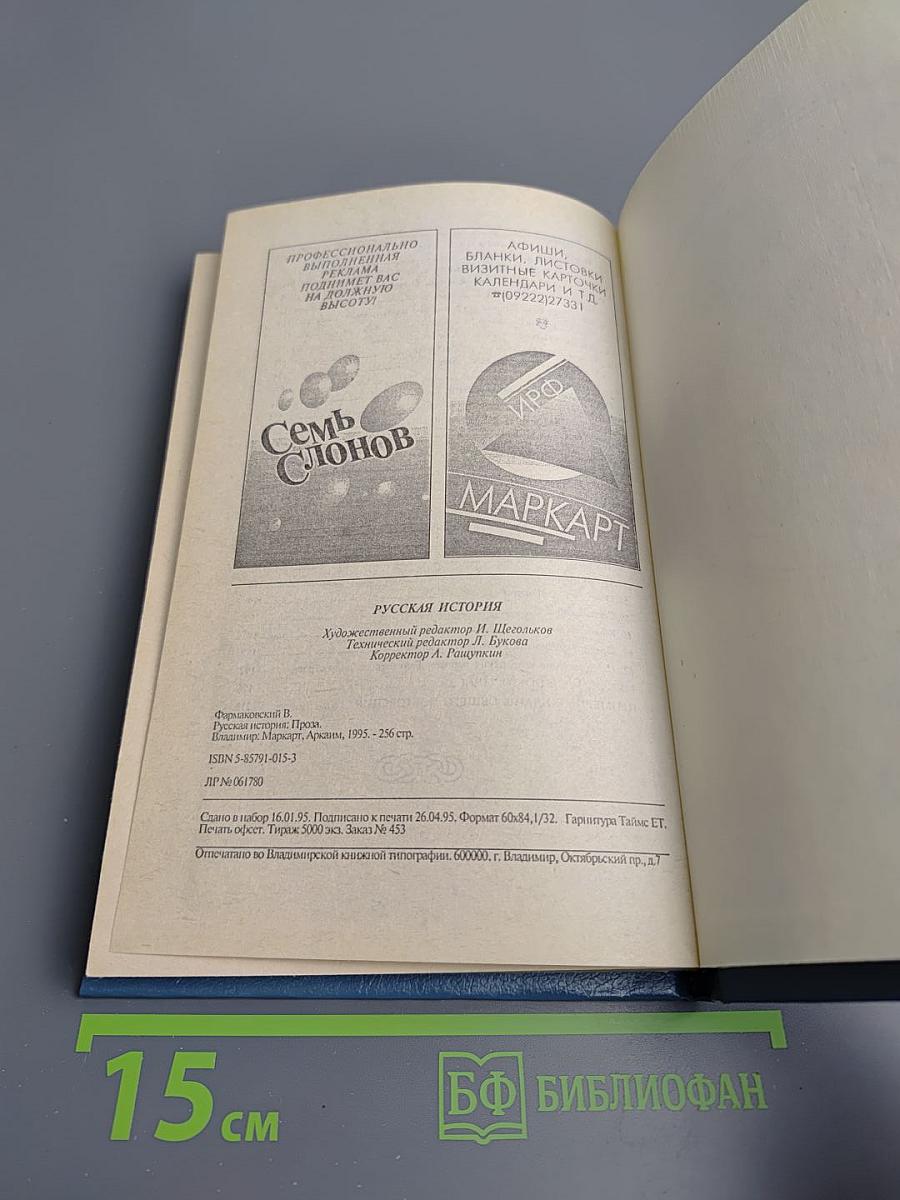 ПРОФЕССИОНАЛЬНО
ВЫПОЛНЕННАЯ
РЕКЛАМА
ПОДНИМЕТ ВАС
НА ДОЛЖНУЮ
ВЫСОТУ!
Семь
Слонов
АФИШИ,
БЛАНКИ, ЛИСТОВКИ,
ВИЗИТНЫЕ КАРТОЧКИ
КАЛЕНДАРИ И Т.Д.
☎(09222)27331
ИРФ
МАРКАРТ
РУССКАЯ ИСТОРИЯ
Художественный редактор И. Щегольков
Технический редактор Л. Букова
Корректор А. Ращупкин
Фармаковский В.
Русская история: Проза.
Владимир: Маркарт, Аркаим, 1995. - 256 стр.
ISBN 5-85791-015-3
ЛР № 061780
Сдано в набор 16.01.95. Подписано к печати 26.04.95. Формат 60х84,1/32. Гарнитура Таймс ЕТ.
Печать офсет. Тираж 5000 экз. Заказ № 453
Отпечатано во Владимирской книжной типографии. 600000, г. Владимир, Октябрьский пр., д.7
15 см
БФ БИБЛИОФАН